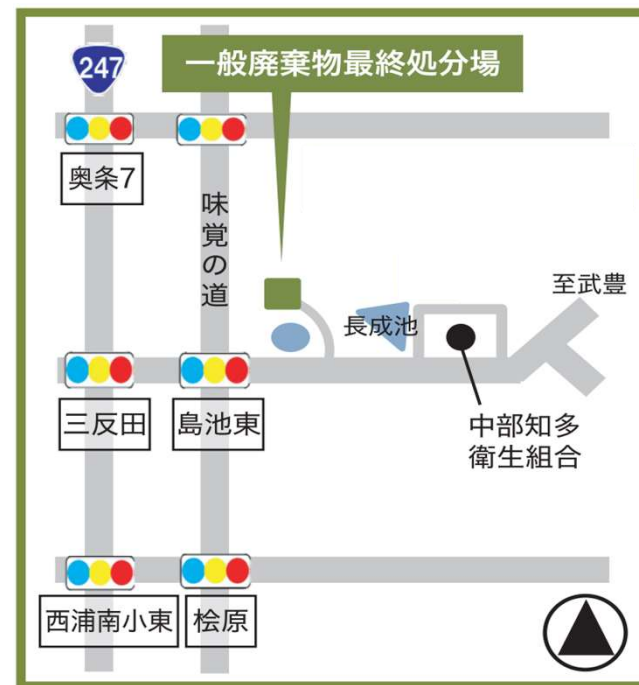 247
一般廃棄物最終処分場
奥条7
味覚の道
至武豊
長成池
三反田
島池東
中部知多
衛生組合
西浦南小東
桧原